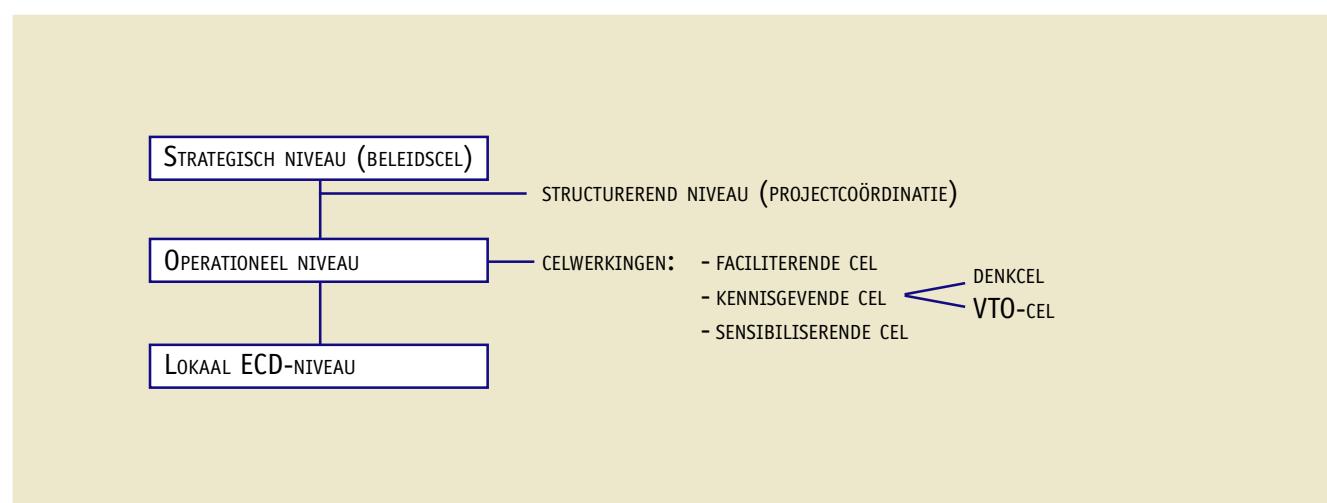 Strategisch niveau (beleidscel)
structurerend niveau (projectcoördinatie)
Operationeel niveau
celwerkingen: - faciliterende cel
- kennisgevende cel
denkcel
VTO-cel
- sensibiliserende cel
Lokaal ECD-niveau